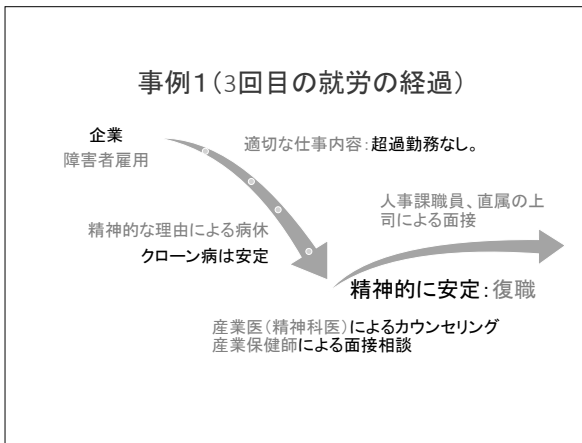 事例１（3回目の就労の経過）
企業
障害者雇用
適切な仕事内容：超過勤務なし。
人事課職員、直属の上
司による面接
精神的な理由による病休
クローン病は安定
精神的に安定：復職
産業医（精神科医）によるカウンセリング
産業保健師による面接相談